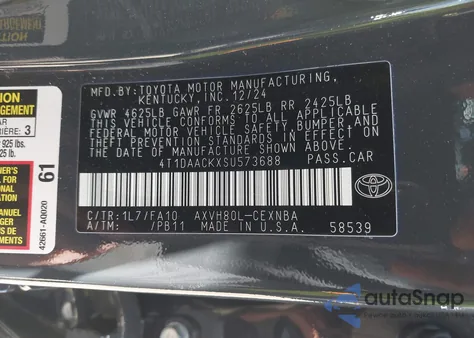 MFD.BY:TOYOTA MOTOR MANUFACTURING,
KENTUCKY, INC. 12/24
GVWR 4625LB GAWR FR 2625LB RR 2425LB
THIS VEHICLE CONFORMS TO ALL APPLICABLE
FEDERAL MOTOR VEHICLE SAFETY, BUMPER, AND
THEFT PREVENTION STANDARDS IN EFFECT ON
THE DATE OF MANUFACTURE SHOWN ABOVE.
4T1DAACKXSU573688 PASS.CAR
C/TR:1L7/FA10 AXVH80L-CEXNBA
A/TM: /PB11 MADE IN U.S.A. 58539
TOYOTA
61
42661-A0020
3
925 lbs.
autoSnap